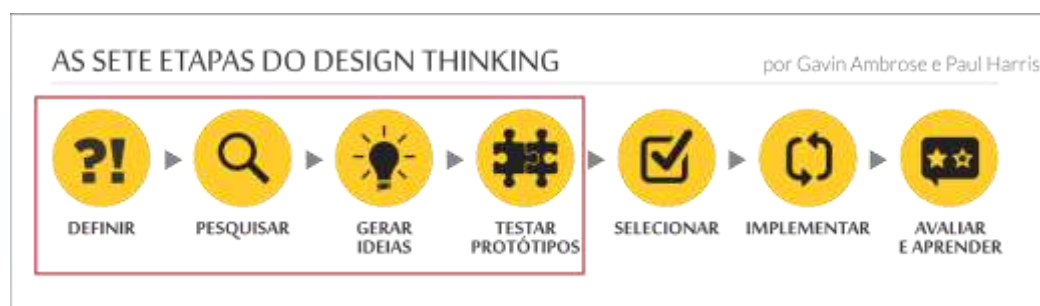 AS SETE ETAPAS DO DESIGN THINKING
por Gavin Ambrose e Paul Harris
?!
DEFINIR
PESQUISAR
GERAR
IDEIAS
TESTAR
PROTÓTIPOS
SELECIONAR
IMPLEMENTAR
AVALIAR
E APRENDER